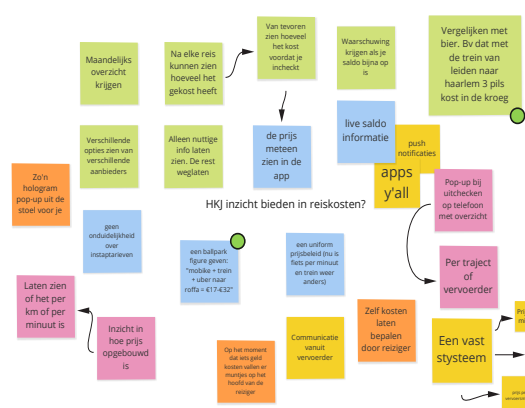 Maandelijks
overzicht
krijgen
Na elke reis
kunnen zien
hoeveel het
gekost heeft
Van tevoren
zien hoeveel
het kost
voordat je
incheckt
Waarschuwing
krijgen als je
saldo bijna op
is
Vergelijken met
bier. Bv dat met
de trein van
leiden naar
haarlem 3 pils
kost in de kroeg
Verschillende
opties zien van
verschillende
aanbieders
Alleen nuttige
info laten
zien. De rest
weglaten
de prijs
meteen
zien in de
app
live saldo
informatie
push
notificaties
apps
y'all
Zo'n
hologram
pop-up uit de
stoel voor je
HKJ inzicht bieden in reiskosten?
Pop-up bij
uitchecken
op telefoon
met overzicht
geen
onduidelijkheid
over
instaptarieven
een ballpark
figure geven:
"mobike + trein
+ uber naar
roffa = €17-€32"
een uniform
prijsbeleid (nu is
fiets per minuut
en trein weer
anders)
Per traject
of
vervoerder
Laten zien
of het per
km of per
minuut is
Inzicht in
hoe prijs
opgebouwd
is
Op het moment
dat iets geld
kosten vallen er
muntjes op het
hoofd van de
reiziger
Communicatie
vanuit
vervoerder
Zelf kosten
laten
bepalen
door reiziger
Een vast
stysteem